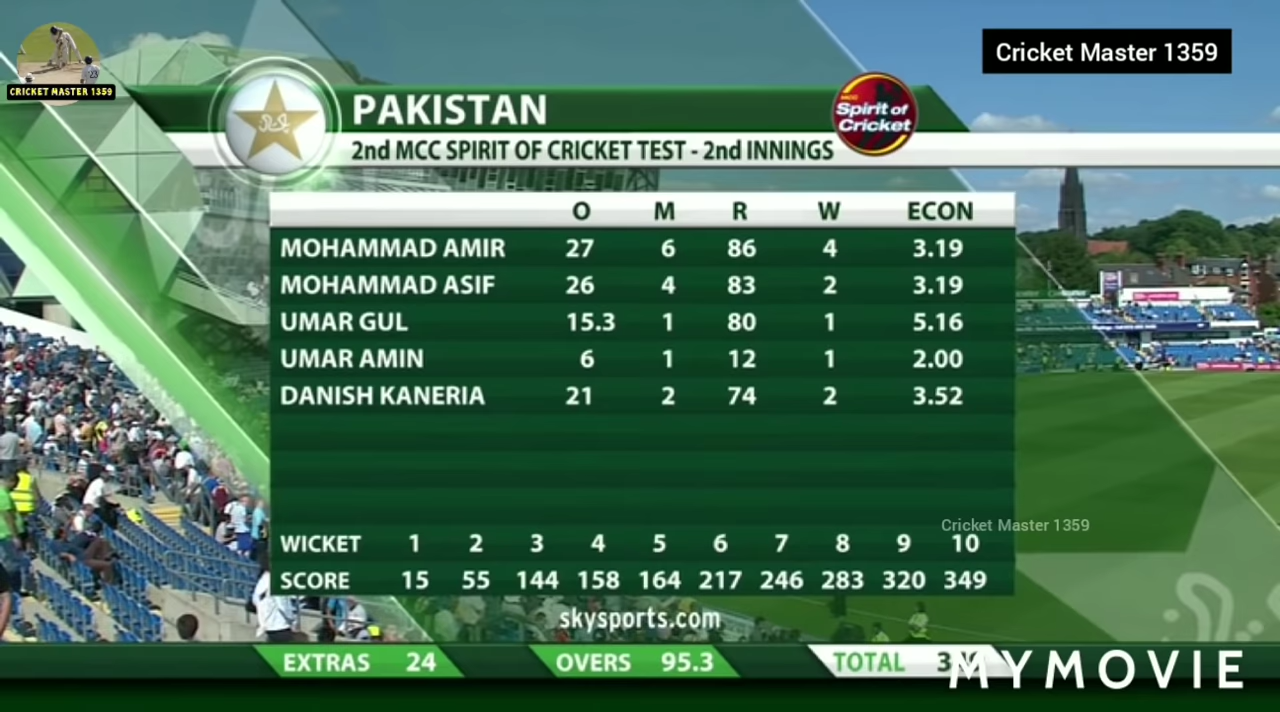 Cricket Master 1359
CRICKET MASTER 1359
PAKISTAN
MCC
Spirit of
Cricket
2nd MCC SPIRIT OF CRICKET TEST - 2nd INNINGS
O M R W ECON
MOHAMMAD AMIR 27 6 86 4 3.19
MOHAMMAD ASIF 26 4 83 2 3.19
UMAR GUL 15.3 1 80 1 5.16
UMAR AMIN 6 1 12 1 2.00
DANISH KANERIA 21 2 74 2 3.52
Cricket Master 1359
WICKET 1 2 3 4 5 6 7 8 9 10
SCORE 15 55 144 158 164 217 246 283 320 349
skysports.com
EXTRAS 24 OVERS 95.3 TOTAL
MYMOVIE